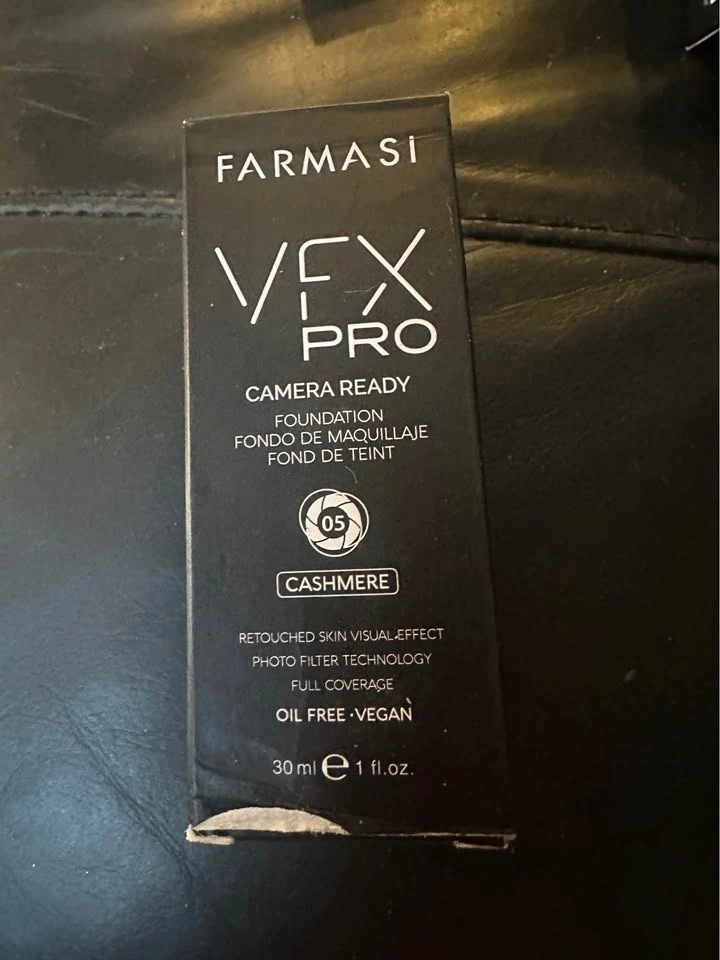 FARMASi
VFX
PRO
CAMERA READY
FOUNDATION
FONDO DE MAQUILLAJE
FOND DE TEINT
05
CASHMERE
RETOUCHED SKIN VISUAL EFFECT
PHOTO FILTER TECHNOLOGY
FULL COVERAGE
OIL FREE · VEGAN
30 ml ℮ 1 fl.oz.